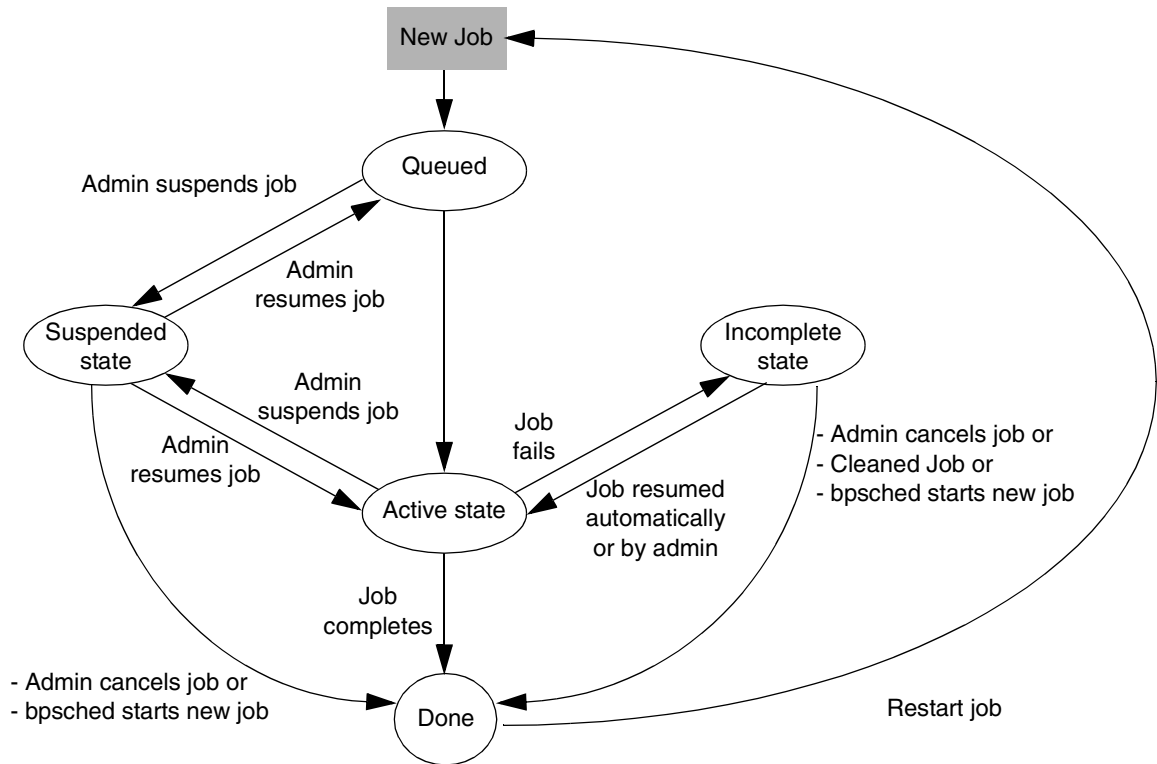 New Job
Queued
Admin suspends job
Admin
resumes job
Suspended
state
Incomplete
state
Admin
suspends job
Job
fails
- Admin cancels job or
- Cleaned Job or
- bpsched starts new job
Admin
resumes job
Active state
Job resumed
automatically
or by admin
Job
completes
- Admin cancels job or
- bpsched starts new job
Done
Restart job